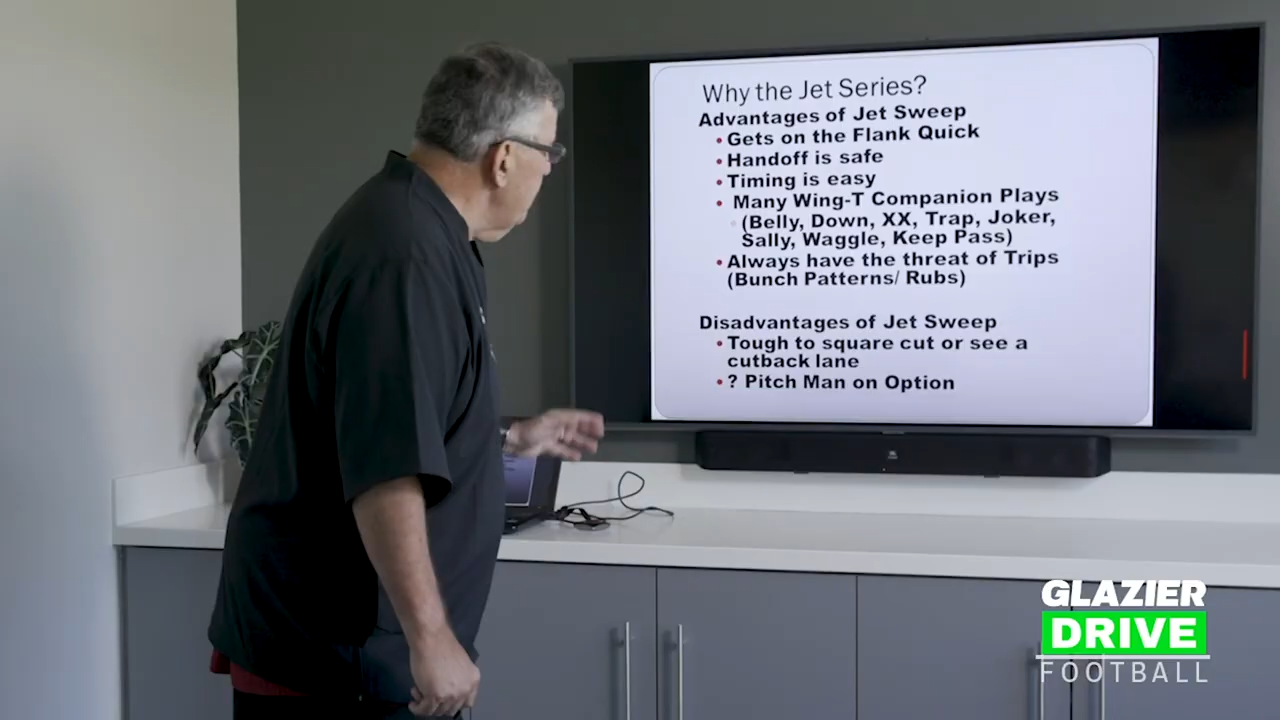 Why the Jet Series?
Advantages of Jet Sweep
• Gets on the Flank Quick
• Handoff is safe
• Timing is easy
• Many Wing-T Companion Plays
(Belly, Down, XX, Trap, Joker,
Sally, Waggle, Keep Pass)
• Always have the threat of Trips
(Bunch Patterns/ Rubs)
Disadvantages of Jet Sweep
• Tough to square cut or see a
cutback lane
• ? Pitch Man on Option
GLAZIER
DRIVE
FOOTBALL